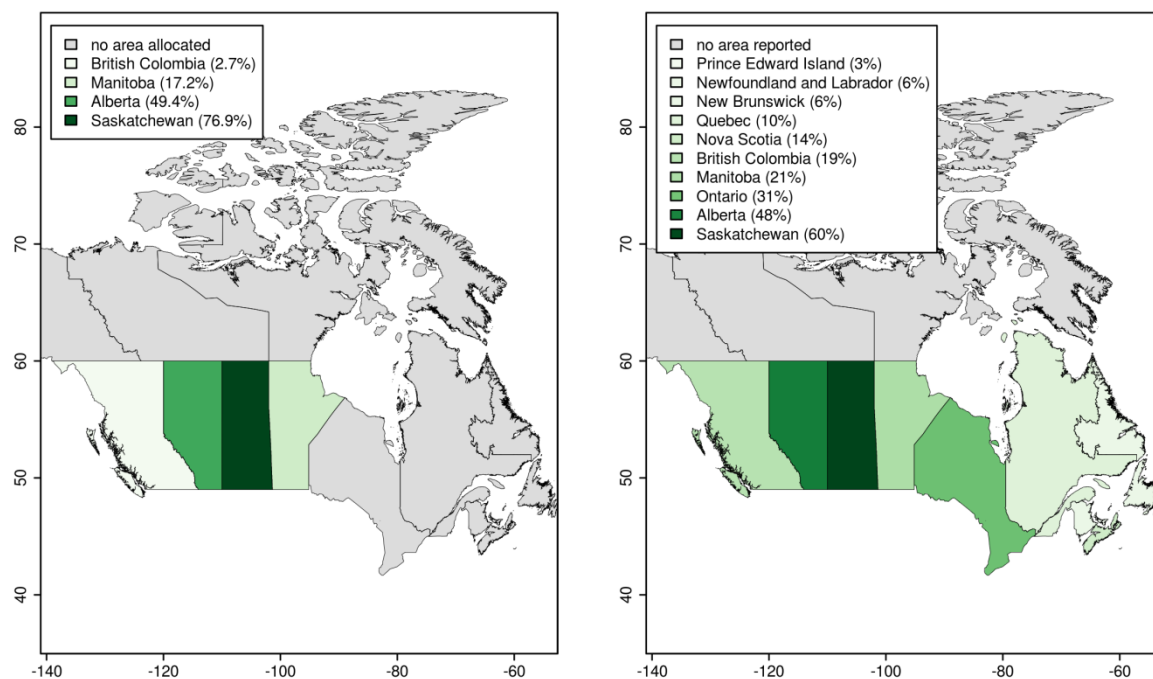 no area allocated
British Colombia (2.7%)
Manitoba (17.2%)
Alberta (49.4%)
Saskatchewan (76.9%)
80
70
60
50
40
-140
-120
-100
-80
-60
no area reported
Prince Edward Island (3%)
Newfoundland and Labrador (6%)
New Brunswick (6%)
Quebec (10%)
Nova Scotia (14%)
British Colombia (19%)
Manitoba (21%)
Ontario (31%)
Alberta (48%)
Saskatchewan (60%)
80
70
60
50
40
-140
-120
-100
-80
-60